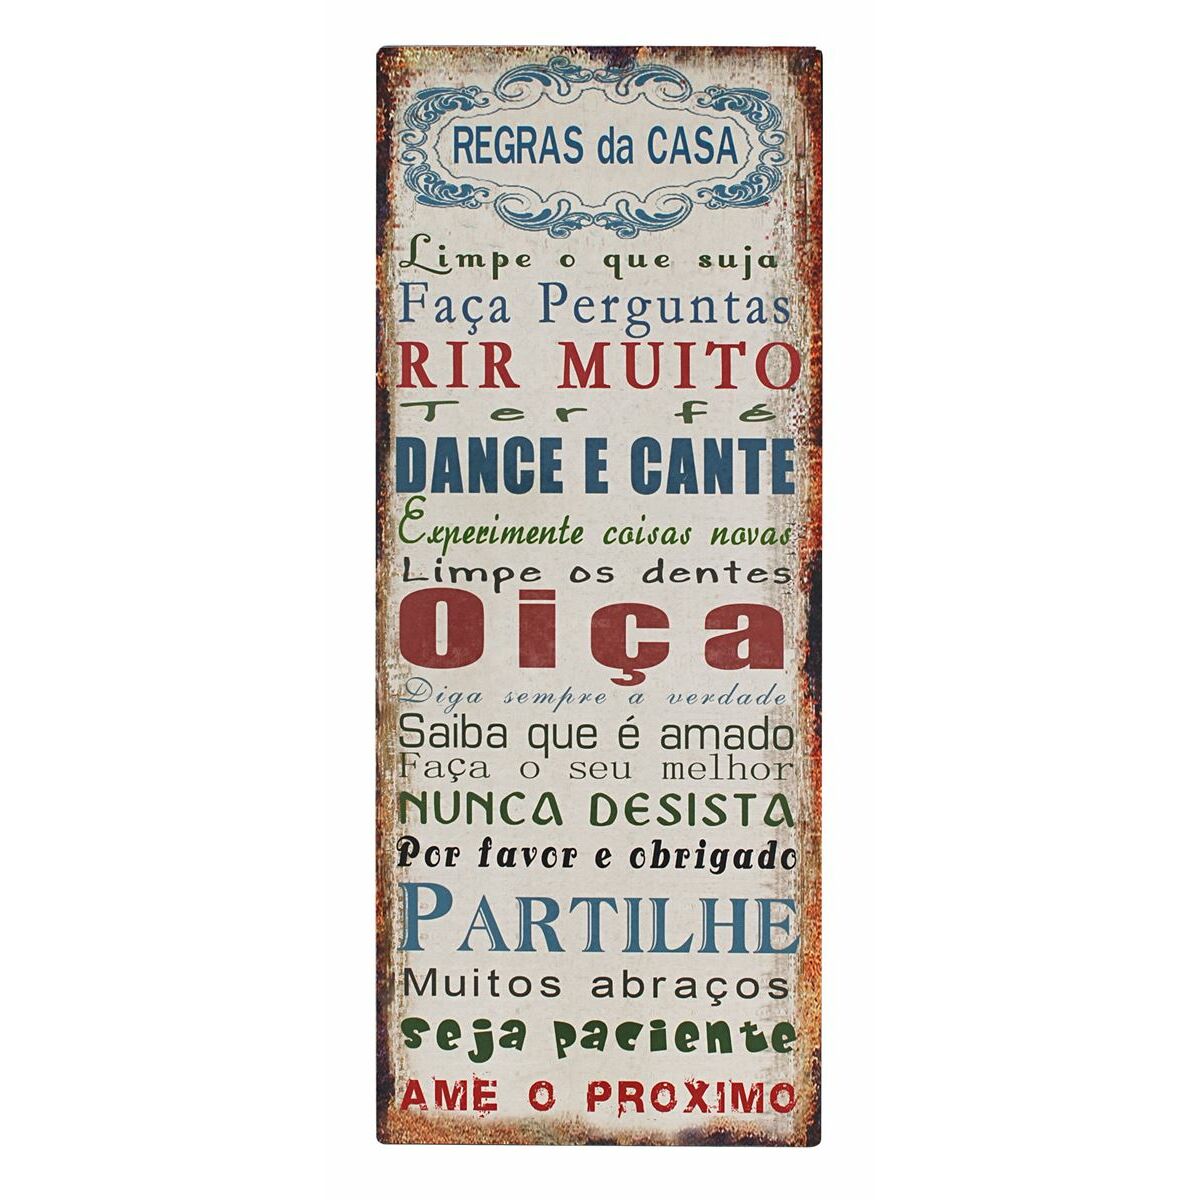 REGRAS da CASA
Limpe o que suja
Faça Perguntas
RIR MUITO
Ter fé
DANCE E CANTE
Experimente coisas novas
Limpe os dentes
Oiça
Diga sempre a verdade
Saiba que é amado
Faça o seu melhor
NUNCA DESISTA
Por favor e obrigado
PARTILHE
Muitos abraços
seja paciente
AME O PROXIMO